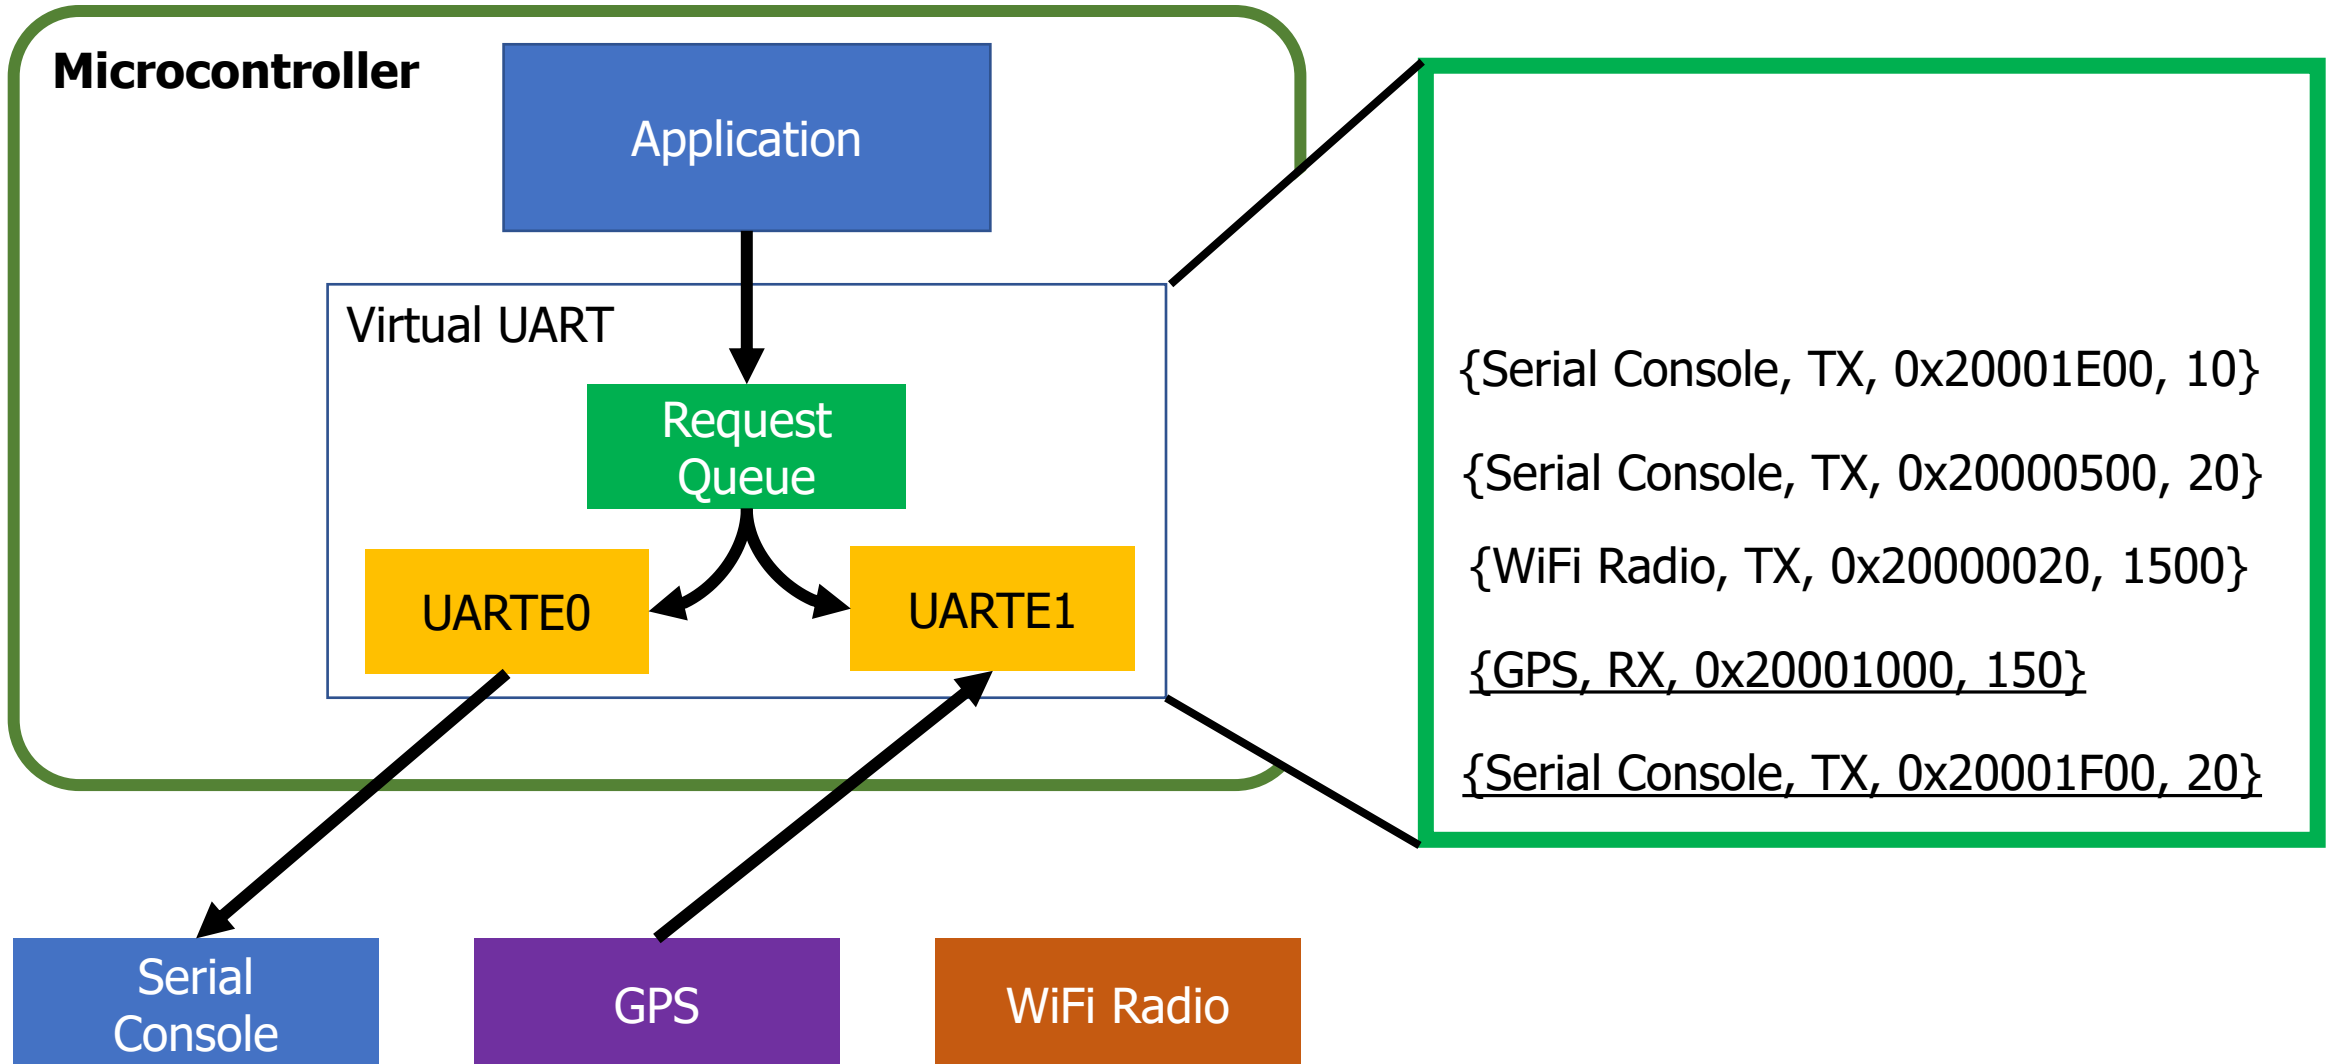 Microcontroller
Application
Virtual UART
Request
Queue
UARTE0
UARTE1
Serial
Console
GPS
WiFi Radio
{Serial Console, TX, 0x20001E00, 10}
{Serial Console, TX, 0x20000500, 20}
{WiFi Radio, TX, 0x20000020, 1500}
{GPS, RX, 0x20001000, 150}
{Serial Console, TX, 0x20001F00, 20}